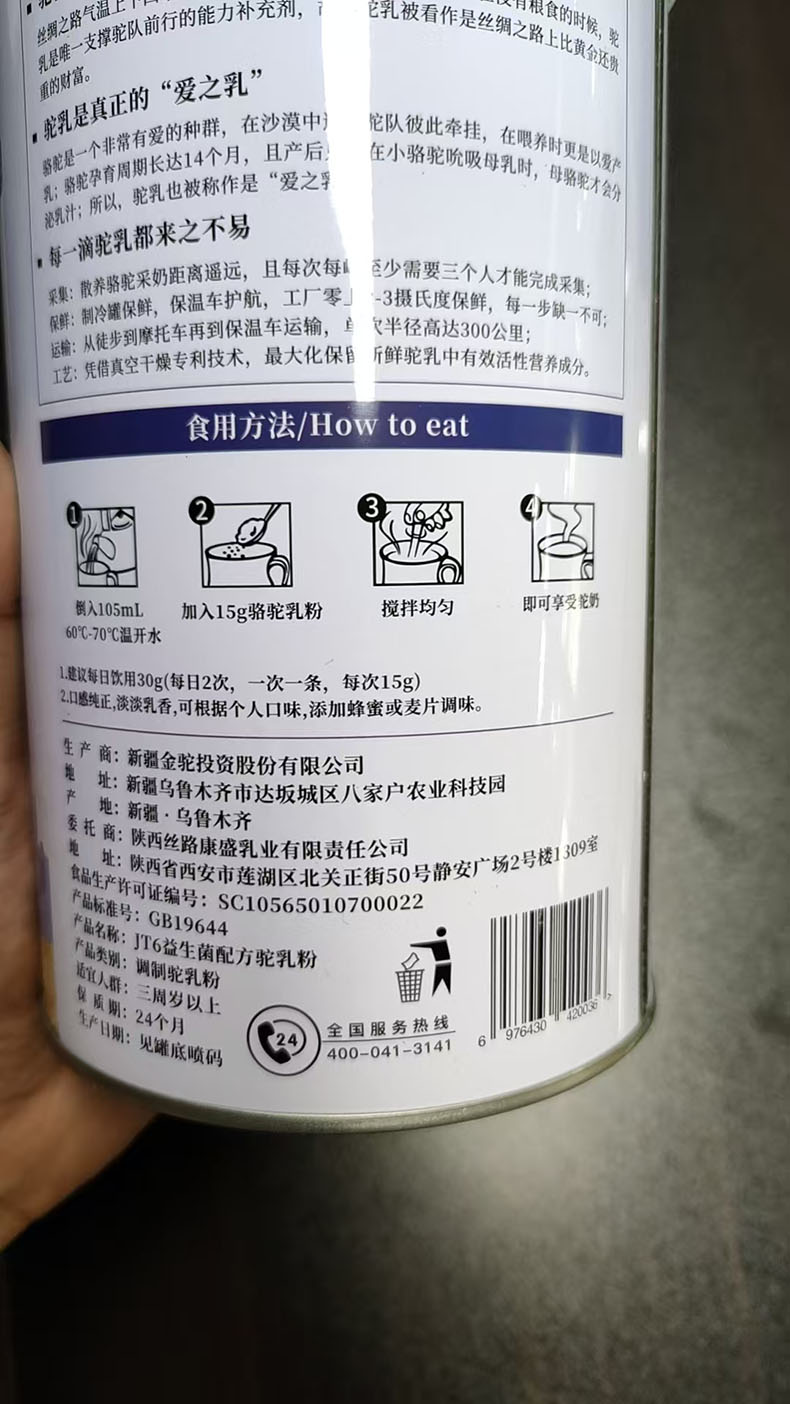 丝绸之路气温上下
没有粮食的时候，驼
乳是唯一支撑驼队前行的能力补充剂，
驼乳被看作是丝绸之路上比黄金还贵
重的财富。
▪ 驼乳是真正的“爱之乳”
骆驼是一个非常有爱的种群，在沙漠中 驼队彼此牵挂，在喂养时更是以爱产
乳；骆驼孕育周期长达14个月，且产后 在小骆驼吮吸母乳时，母骆驼才会分
泌乳汁；所以，驼乳也被称作是“爱之乳
▪ 每一滴驼乳都来之不易
采集：散养骆驼采奶距离遥远，且每次每 至少需要三个人才能完成采集；
保鲜：制冷罐保鲜，保温车护航，工厂零上 -3摄氏度保鲜，每一步缺一不可；
运输：从徒步到摩托车再到保温车运输， 次半径高达300公里；
工艺：凭借真空干燥专利技术，最大化保留新鲜驼乳中有效活性营养成分。
食用方法/How to eat
1 2 3 4
倒入105mL 加入15g骆驼乳粉 搅拌均匀 即可享受驼奶
60℃-70℃温开水
1.建议每日饮用30g(每日2次，一次一条，每次15g)
2.口感纯正,淡淡乳香,可根据个人口味,添加蜂蜜或麦片调味。
生产商：新疆金驼投资股份有限公司
地址：新疆乌鲁木齐市达坂城区八家户农业科技园
产地：新疆·乌鲁木齐
委托商：陕西丝路康盛乳业有限责任公司
地址：陕西省西安市莲湖区北关正街50号静安广场2号楼1309室
食品生产许可证编号：SC10565010700022
产品标准号：GB19644
产品名称：JT6益生菌配方驼乳粉
产品类别：调制驼乳粉
适宜人群：三周岁以上
保质期：24个月
生产日期：见罐底喷码
24
全国服务热线
400-041-3141
6 976430 420036 >